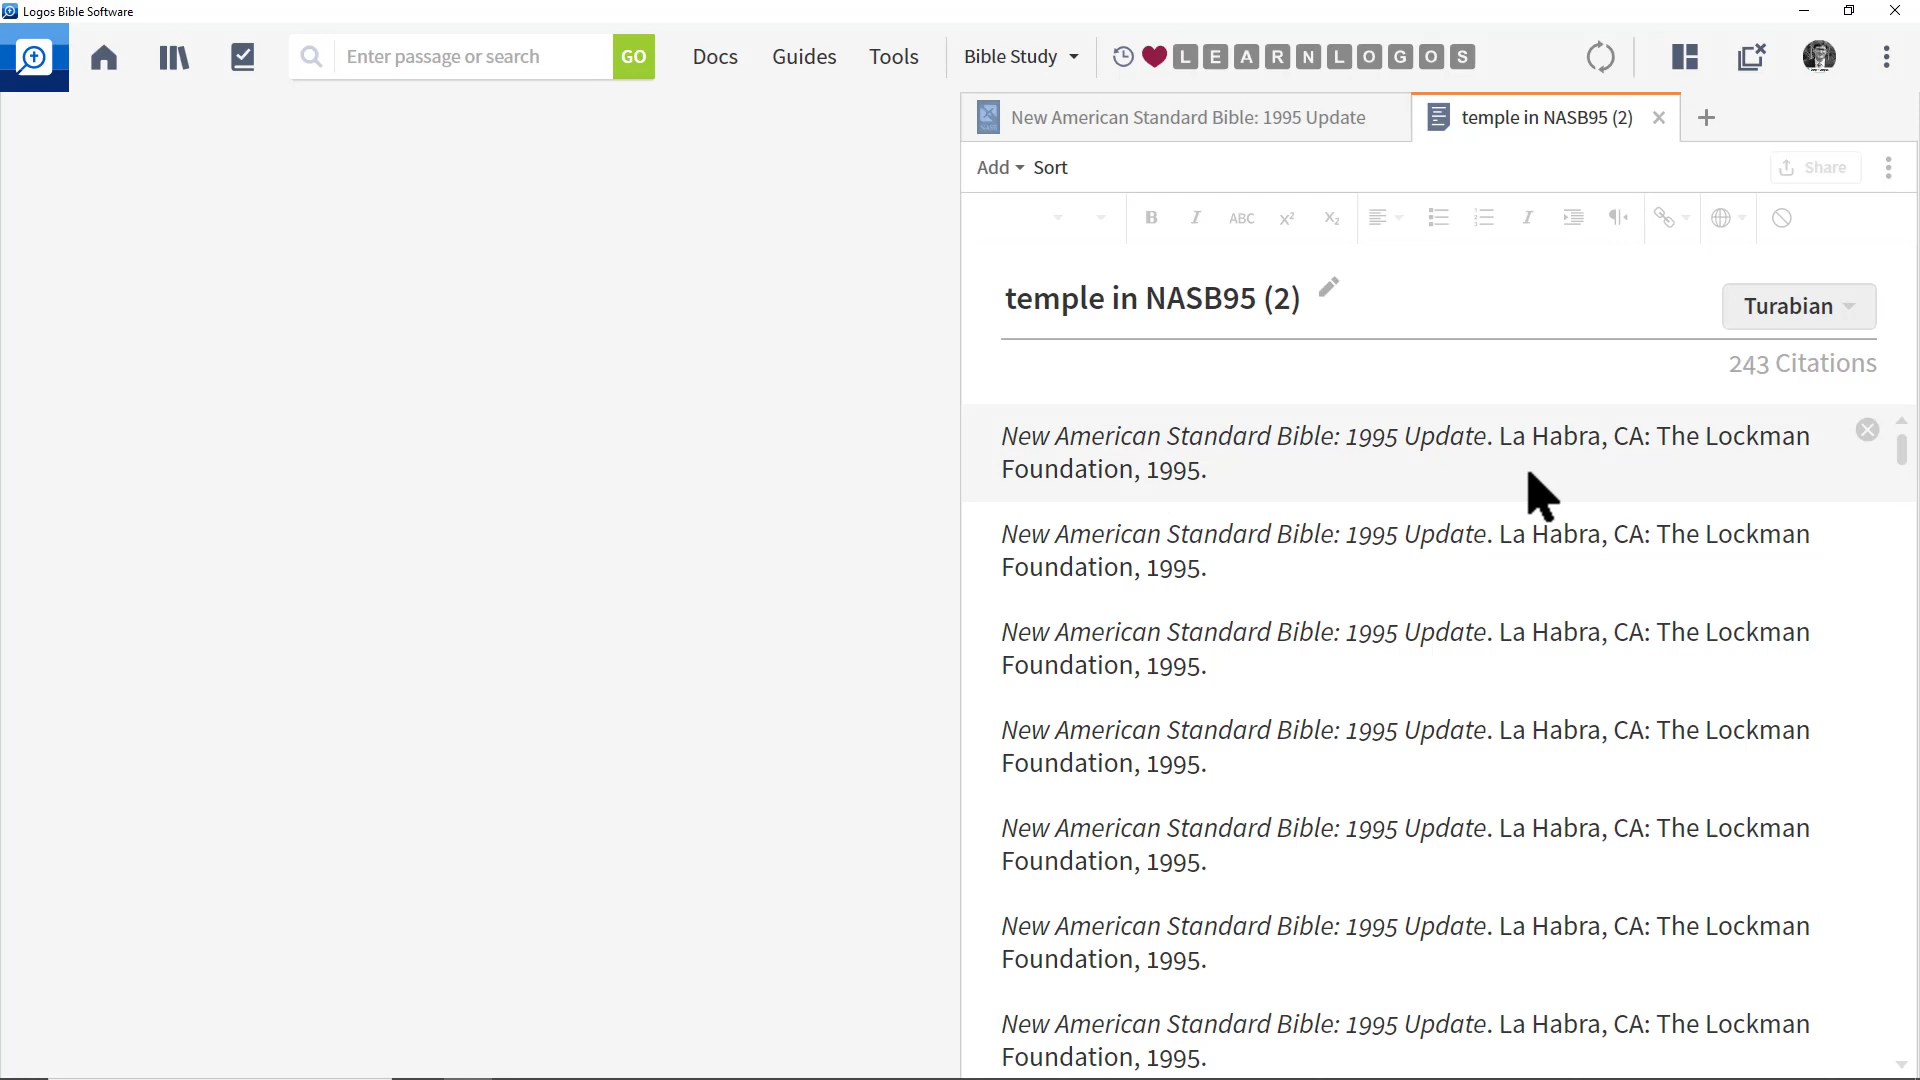 Logos Bible Software
Enter passage or search
GO
Docs
Guides
Tools
Bible Study
L E A R N L O G O S
New American Standard Bible: 1995 Update
temple in NASB95 (2)
Add
Sort
Share
B I ABC X² X₂
temple in NASB95 (2)
Turabian
243 Citations
New American Standard Bible: 1995 Update. La Habra, CA: The Lockman
Foundation, 1995.
New American Standard Bible: 1995 Update. La Habra, CA: The Lockman
Foundation, 1995.
New American Standard Bible: 1995 Update. La Habra, CA: The Lockman
Foundation, 1995.
New American Standard Bible: 1995 Update. La Habra, CA: The Lockman
Foundation, 1995.
New American Standard Bible: 1995 Update. La Habra, CA: The Lockman
Foundation, 1995.
New American Standard Bible: 1995 Update. La Habra, CA: The Lockman
Foundation, 1995.
New American Standard Bible: 1995 Update. La Habra, CA: The Lockman
Foundation, 1995.